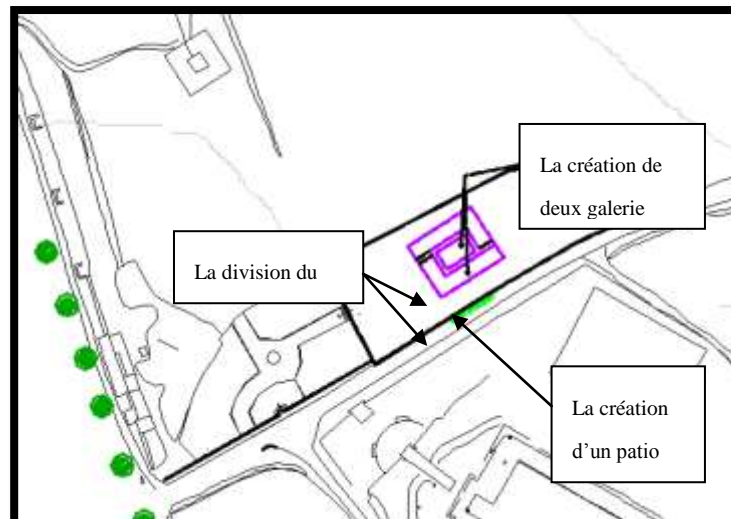 La création de
deux galerie
La division du
La création
d'un patio